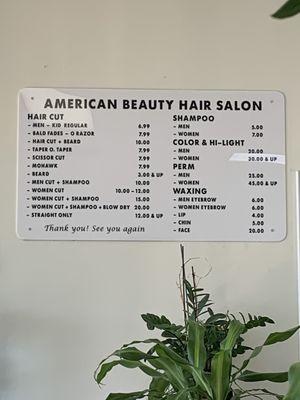 AMERICAN BEAUTY HAIR SALON
HAIR CUT
- MEN - KID REGULAR 6.99
- BALD FADES - O RAZOR 7.99
- HAIR CUT + BEARD 10.00
- TAPER O. TAPER 7.99
- SCISSOR CUT 7.99
- MOHAWK 7.99
- BEARD 3.00 & UP
- MEN CUT + SHAMPOO 10.00
- WOMEN CUT 10.00 - 12.00
- WOMEN CUT + SHAMPOO 15.00
- WOMEN CUT + SHAMPOO + BLOW DRY 20.00
- STRAIGHT ONLY 12.00 & UP
Thank you! See you again
SHAMPOO
- MEN 5.00
- WOMEN 7.00
COLOR & HI-LIGHT
- MEN 20.00
- WOMEN 30.00 & UP
PERM
- MEN 25.00
- WOMEN 45.00 & UP
WAXING
- MEN EYEBROW 6.00
- WOMEN EYEBROW 6.00
- LIP 4.00
- CHIN 5.00
- FACE 20.00